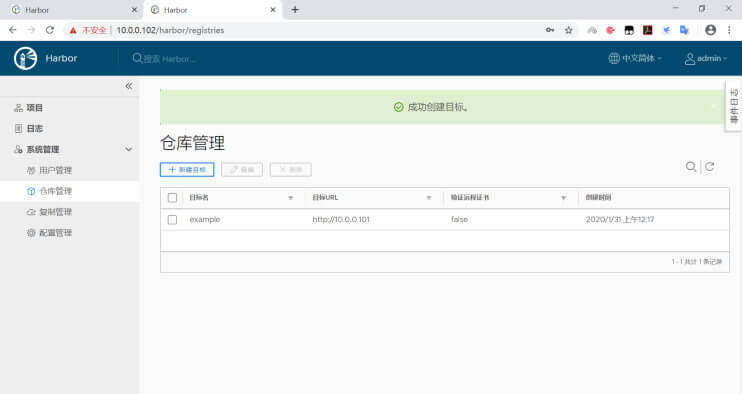 Harbor
Harbor
不安全 | 10.0.0.102/harbor/registries
Harbor
搜索 Harbor...
中文简体
admin
事件日志
项目
日志
系统管理
用户管理
仓库管理
复制管理
配置管理
成功创建目标。
仓库管理
新建目标
编辑
删除
目标名
目标URL
验证远程证书
创建时间
example
http://10.0.0.101
false
2020/1/31 上午12:17
1 - 1 共计 1 条记录